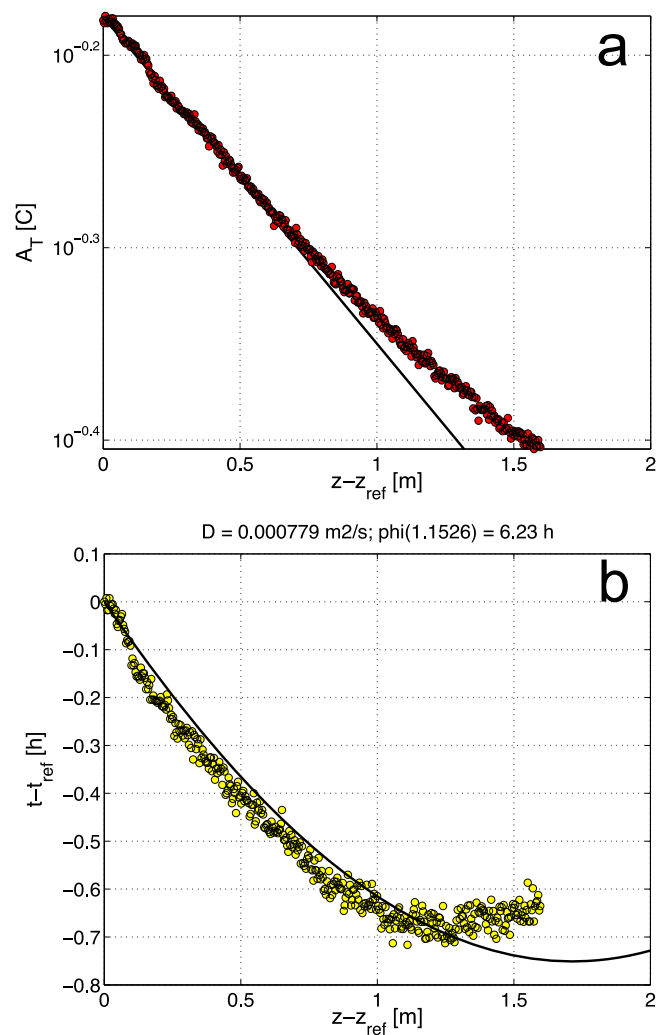 a
10^−0.2
10^−0.3
10^−0.4
A_T [C]
0 0.5 1 1.5 2
z−z_ref [m]
D = 0.000779 m2/s; phi(1.1526) = 6.23 h
b
0.1
0
−0.1
−0.2
−0.3
−0.4
−0.5
−0.6
−0.7
−0.8
t−t_ref [h]
0 0.5 1 1.5 2
z−z_ref [m]